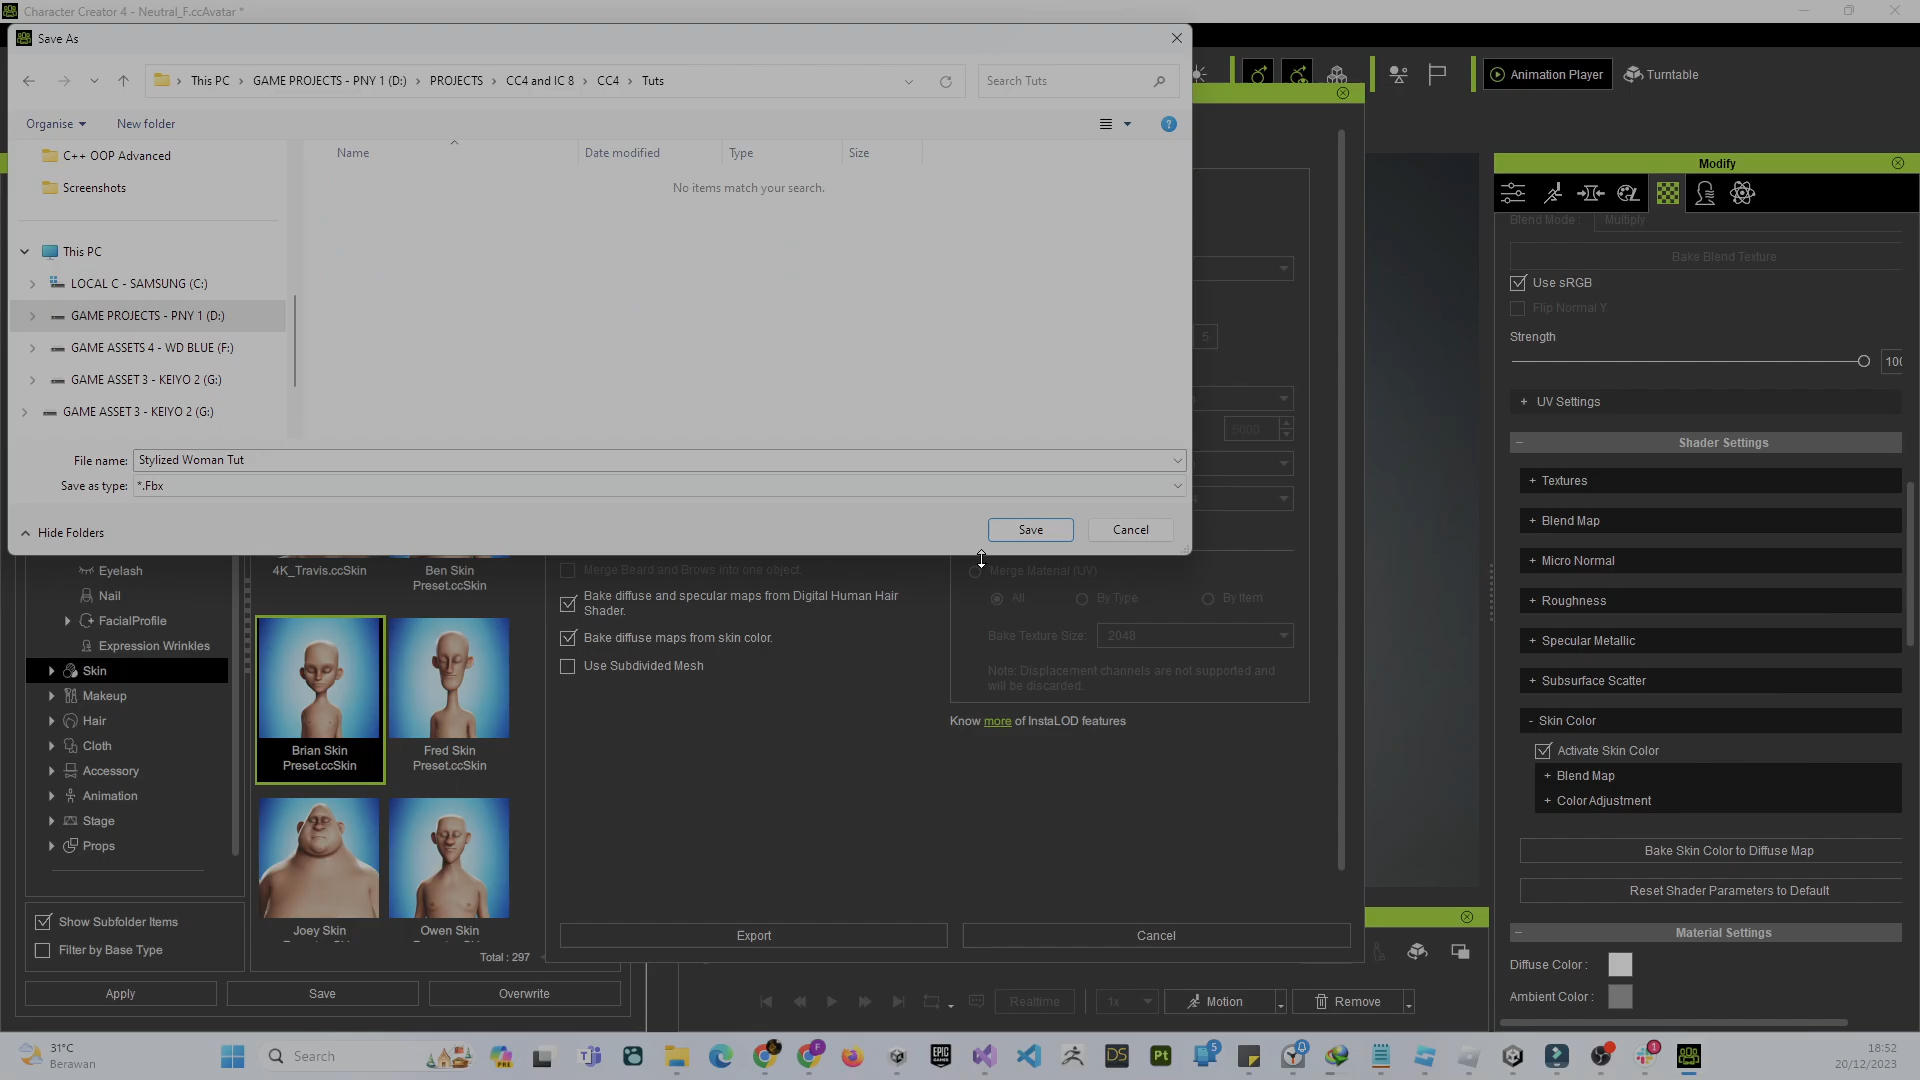 Character Creator 4 - Neutral_F.ccAvatar *
Save As
This PC > GAME PROJECTS - PNY 1 (D:) > PROJECTS > CC4 and IC 8 > CC4 > Tuts
Search Tuts
Animation Player
Turntable
Organise
New folder
Name
Date modified
Type
Size
No items match your search.
C++ OOP Advanced
Screenshots
This PC
LOCAL C - SAMSUNG (C:)
GAME PROJECTS - PNY 1 (D:)
GAME ASSETS 4 - WD BLUE (F:)
GAME ASSET 3 - KEIYO 2 (G:)
GAME ASSET 3 - KEIYO 2 (G:)
File name: Stylized Woman Tut
Save as type: *.Fbx
Hide Folders
Save
Cancel
5
5000
Modify
Blend Mode : Multiply
Bake Blend Texture
Use sRGB
Flip Normal Y
Strength
100
+ UV Settings
Shader Settings
+ Textures
+ Blend Map
+ Micro Normal
+ Roughness
+ Specular Metallic
+ Subsurface Scatter
- Skin Color
Activate Skin Color
+ Blend Map
+ Color Adjustment
Bake Skin Color to Diffuse Map
Reset Shader Parameters to Default
Material Settings
Diffuse Color :
Ambient Color :
Eyelash
Nail
FacialProfile
Expression Wrinkles
Skin
Makeup
Hair
Cloth
Accessory
Animation
Stage
Props
Show Subfolder Items
Filter by Base Type
Apply
Save
Overwrite
4K_Travis.ccSkin
Ben Skin
Preset.ccSkin
Brian Skin
Preset.ccSkin
Fred Skin
Preset.ccSkin
Joey Skin
Owen Skin
Total : 297
Merge Beard and Brows into one object.
Bake diffuse and specular maps from Digital Human Hair
Shader.
Bake diffuse maps from skin color.
Use Subdivided Mesh
Merge Material (UV)
All
By Type
By Item
Bake Texture Size: 2048
Note: Displacement channels are not supported and
will be discarded.
Know more of InstaLOD features
Export
Cancel
Realtime
1x
Motion
Remove
31°C
Berawan
Search
PRE
EPIC
GAMES
DS
Pt
5
1
18:52
20/12/2023